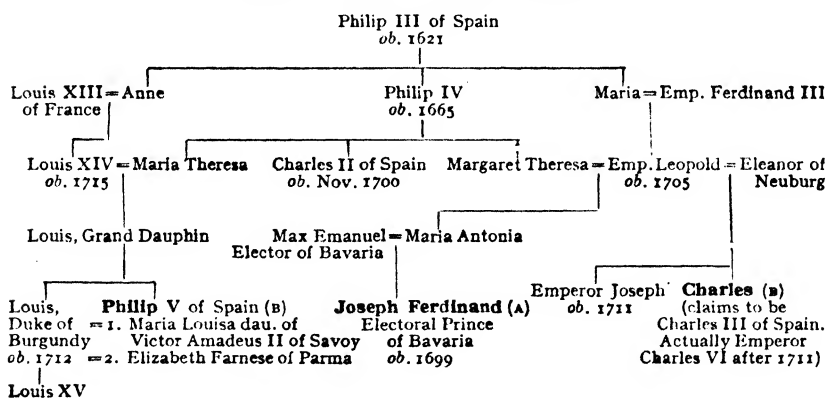 Philip III of Spain
ob. 1621
Louis XIII = Anne
of France
Philip IV
ob. 1665
Maria = Emp. Ferdinand III
Louis XIV = Maria Theresa
ob. 1715
Charles II of Spain
ob. Nov. 1700
Margaret Theresa = Emp. Leopold = Eleanor of
ob. 1705 Neuburg
Louis, Grand Dauphin
Max Emanuel = Maria Antonia
Elector of Bavaria
Louis,
Duke of
Burgundy
ob. 1712
Louis XV
Philip V of Spain (B)
= 1. Maria Louisa dau. of
Victor Amadeus II of Savoy
= 2. Elizabeth Farnese of Parma
Joseph Ferdinand (A)
Electoral Prince
of Bavaria
ob. 1699
Emperor Joseph
ob. 1711
Charles (B)
(claims to be
Charles III of Spain.
Actually Emperor
Charles VI after 1711)